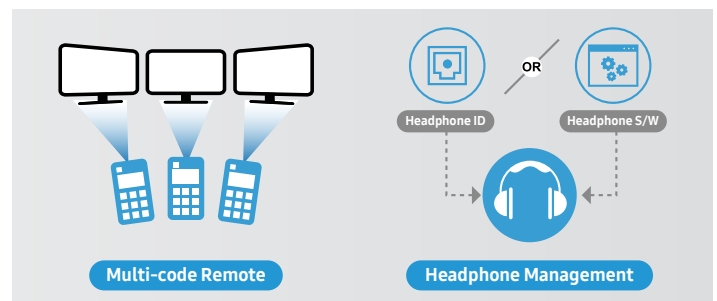 OR
Headphone ID
Headphone S/W
Multi-code Remote
Headphone Management